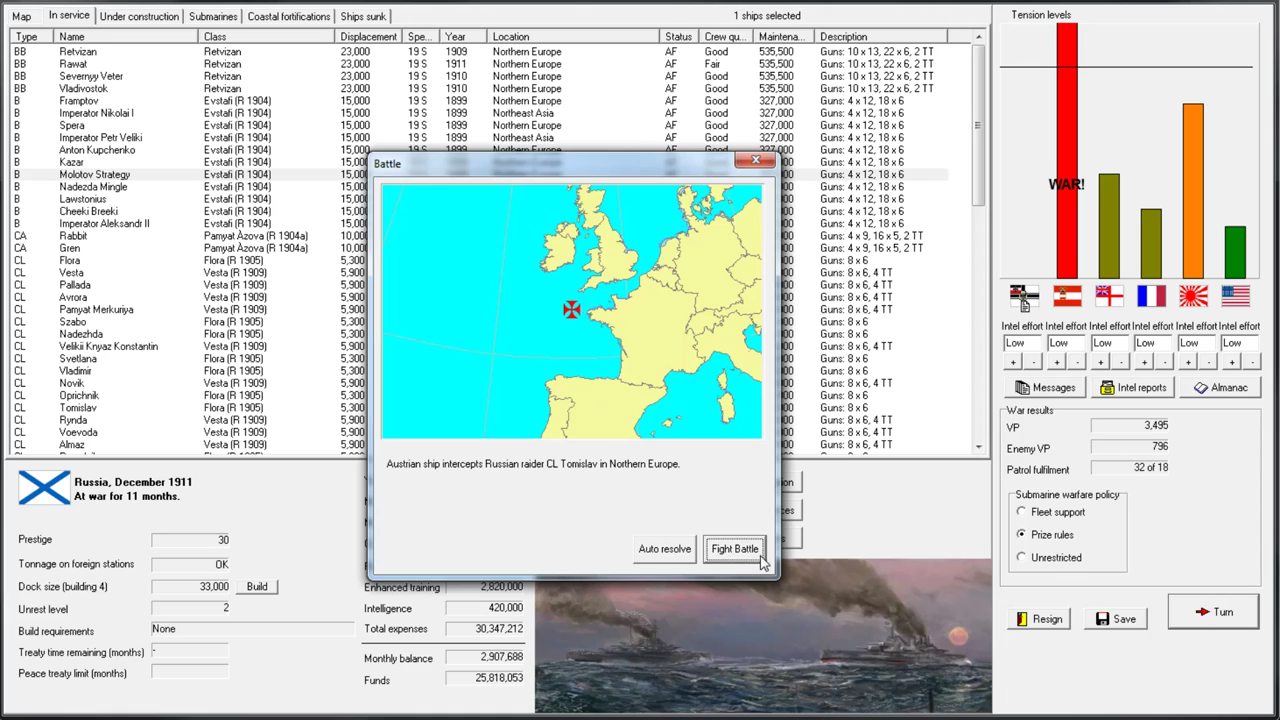 Map In service Under construction Submarines Coastal fortifications Ships sunk 1 ships selected
Type Name Class Displacement Spe... Year Location Status Crew qu... Maintena... Description
BB Retvizan Retvizan 23,000 19 S 1909 Northern Europe AF Good 535,500 Guns: 10 x 13, 22 x 6, 2 TT
BB Rawat Retvizan 23,000 19 S 1911 Northern Europe AF Fair 535,500 Guns: 10 x 13, 22 x 6, 2 TT
BB Severnyy Veter Retvizan 23,000 19 S 1910 Northern Europe AF Good 535,500 Guns: 10 x 13, 22 x 6, 2 TT
BB Vladivostok Retvizan 23,000 19 S 1910 Northern Europe AF Good 535,500 Guns: 10 x 13, 22 x 6, 2 TT
B Framptov Evstafi (R 1904) 15,000 19 S 1899 Northern Europe AF Good 327,000 Guns: 4 x 12, 18 x 6
B Imperator Nikolai I Evstafi (R 1904) 15,000 19 S 1899 Northeast Asia AF Good 327,000 Guns: 4 x 12, 18 x 6
B Spera Evstafi (R 1904) 15,000 19 S 1899 Northern Europe AF Good 327,000 Guns: 4 x 12, 18 x 6
B Imperator Petr Veliki Evstafi (R 1904) 15,000 19 S 1899 Northeast Asia AF Good 327,000 Guns: 4 x 12, 18 x 6
B Anton Kupchenko Evstafi (R 1904) 15,000 19 S 1899 Northern Europe AF Good 327,000 Guns: 4 x 12, 18 x 6
B Kazar Evstafi (R 1904) Guns: 4 x 12, 18 x 6
B Molotov Strategy Evstafi (R 1904) Guns: 4 x 12, 18 x 6
B Nadezda Mingle Evstafi (R 1904) Guns: 4 x 12, 18 x 6
B Lawstonius Evstafi (R 1904) Guns: 4 x 12, 18 x 6
B Cheeki Breeki Evstafi (R 1904) Guns: 4 x 12, 18 x 6
B Imperator Aleksandr II Evstafi (R 1904) Guns: 4 x 12, 18 x 6
CA Rabbit Pamyat Azova (R 1904a) Guns: 4 x 9, 16 x 5, 2 TT
CA Gren Pamyat Azova (R 1904a) Guns: 4 x 9, 16 x 5, 2 TT
CL Flora Flora (R 1905) Guns: 8 x 6
CL Vesta Vesta (R 1909) Guns: 8 x 6, 4 TT
CL Pallada Vesta (R 1909) Guns: 8 x 6, 4 TT
CL Avrora Vesta (R 1909) Guns: 8 x 6, 4 TT
CL Pamyat Merkuriya Vesta (R 1909) Guns: 8 x 6, 4 TT
CL Szabo Flora (R 1905) Guns: 8 x 6
CL Nadezhda Flora (R 1905) Guns: 8 x 6
CL Velikii Knyaz Konstantin Vesta (R 1909) Guns: 8 x 6, 4 TT
CL Svetlana Flora (R 1905) Guns: 8 x 6
CL Vladimir Flora (R 1905) Guns: 8 x 6
CL Novik Vesta (R 1909) Guns: 8 x 6, 4 TT
CL Oprichnik Flora (R 1905) Guns: 8 x 6
CL Tomislav Flora (R 1905) Guns: 8 x 6
CL Rynda Vesta (R 1909) Guns: 8 x 6, 4 TT
CL Voevoda Vesta (R 1909) Guns: 8 x 6, 4 TT
CL Almaz Vesta (R 1909) Guns: 8 x 6, 4 TT
Battle
Austrian ship intercepts Russian raider CL Tomislav in Northern Europe.
Auto resolve Fight Battle
Russia, December 1911
At war for 11 months.
Prestige 30
Tonnage on foreign stations OK
Dock size (building 4) 33,000 Build
Unrest level 2
Build requirements None
Treaty time remaining (months) -
Peace treaty limit (months)
Enhanced training 2,820,000
Intelligence 420,000
Total expenses 30,347,212
Monthly balance 2,907,688
Funds 25,818,053
Tension levels
WAR!
Intel effort Intel effort Intel effort Intel effort Intel effort Intel effort
Low Low Low Low Low Low
+ - + - + - + - + - + -
Messages Intel reports Almanac
War results
VP 3,495
Enemy VP 796
Patrol fulfilment 32 of 18
Submarine warfare policy
Fleet support
Prize rules
Unrestricted
Resign Save Turn